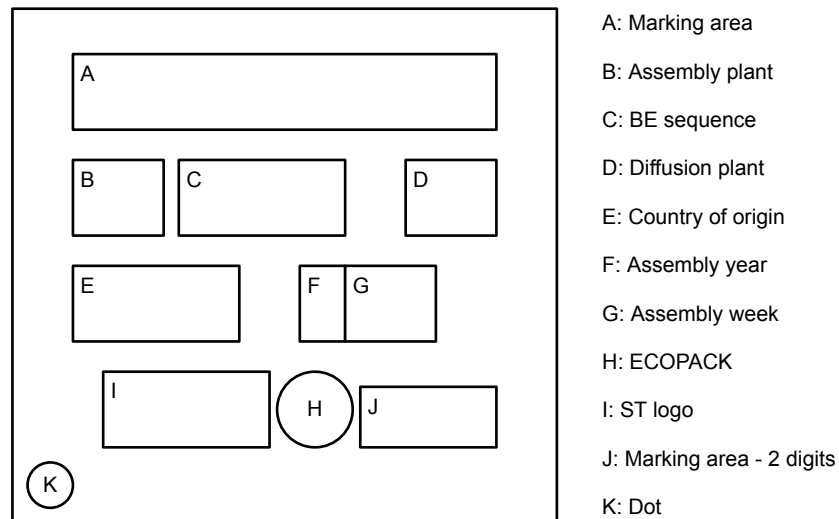 A
B
C
D
E
F
G
I
H
J
K
A: Marking area
B: Assembly plant
C: BE sequence
D: Diffusion plant
E: Country of origin
F: Assembly year
G: Assembly week
H: ECOPACK
I: ST logo
J: Marking area - 2 digits
K: Dot